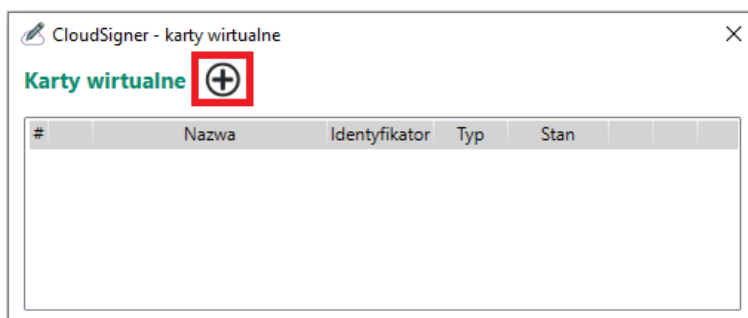 CloudSigner - karty wirtualne
Karty wirtualne
# Nazwa Identyfikator Typ Stan